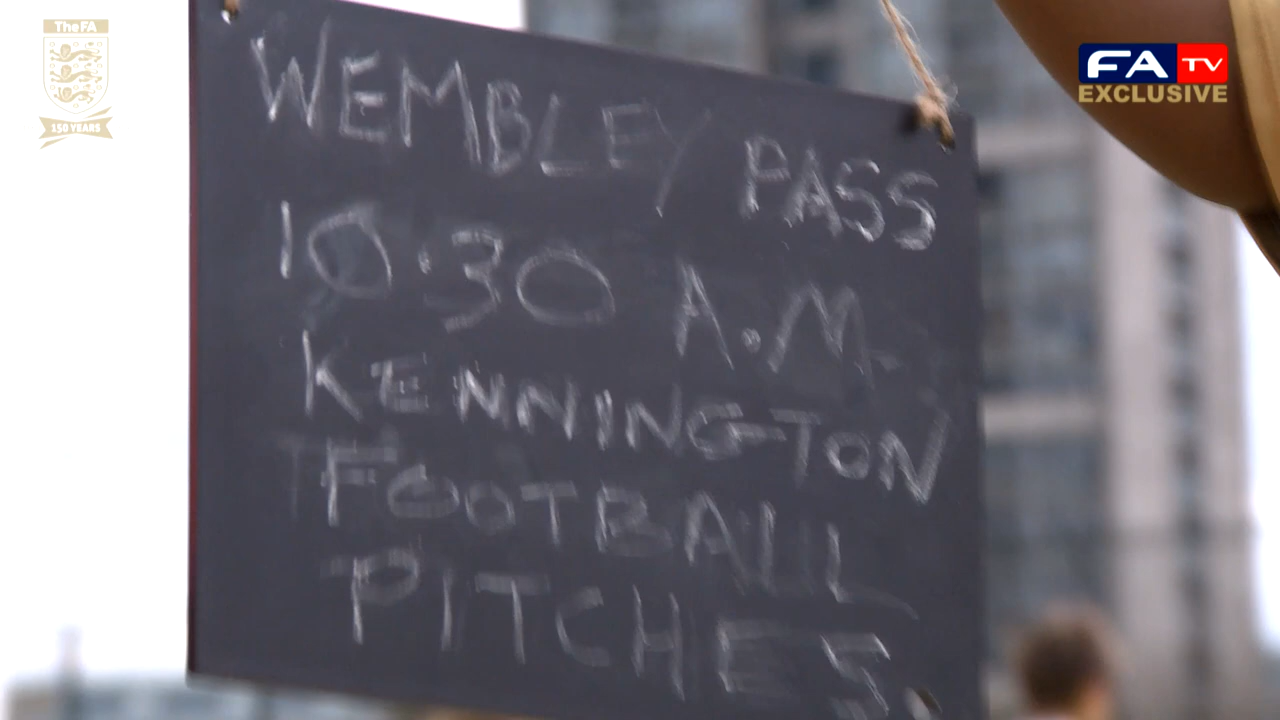 The FA
150 YEARS
FA TV
EXCLUSIVE
WEMBLEY PASS
10.30 A.M.
KENNINGTON
FOOTBALL
PITCHES.